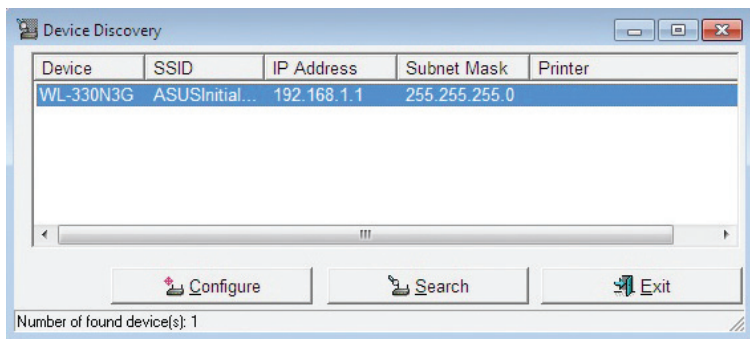 Device Discovery
Device SSID IP Address Subnet Mask Printer
WL-330N3G ASUSInitial... 192.168.1.1 255.255.255.0
Configure Search Exit
Number of found device(s): 1